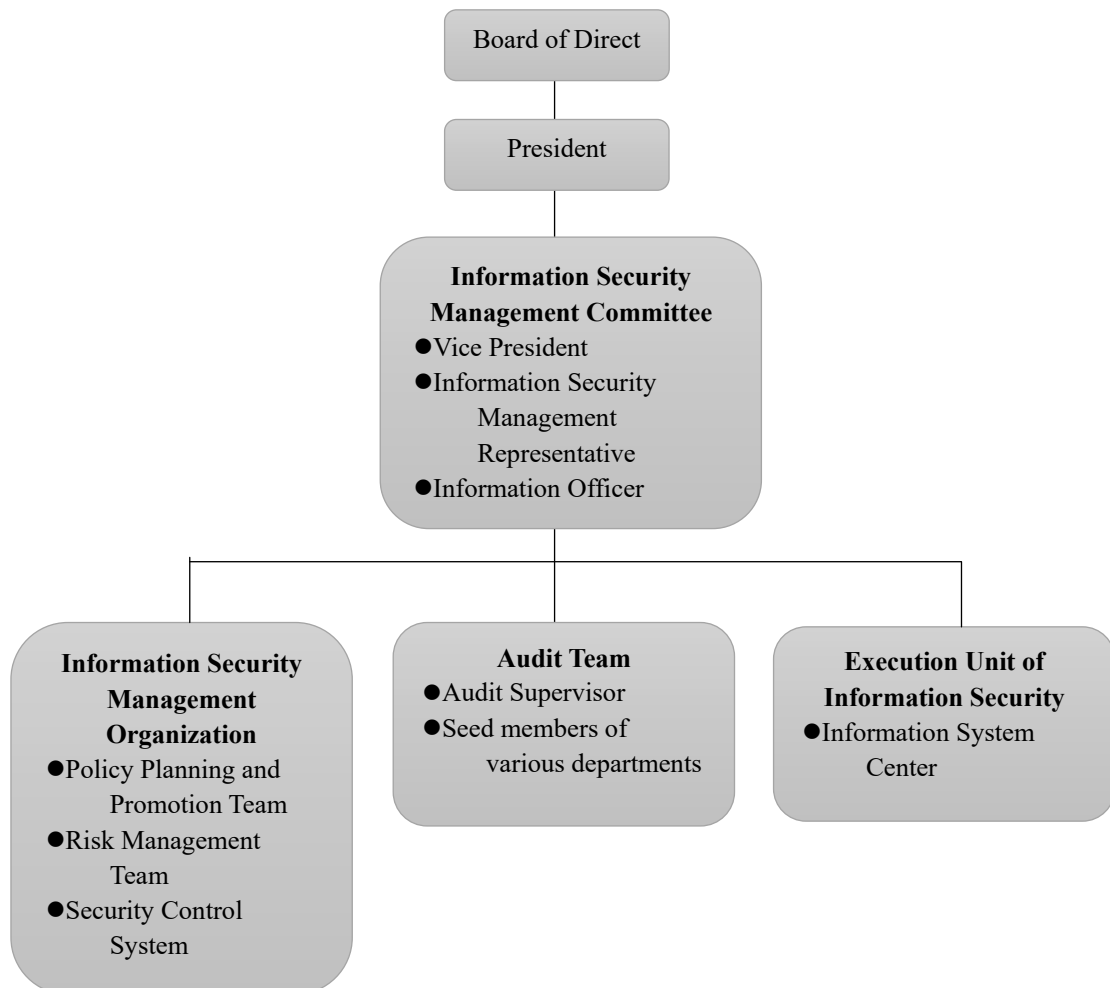 Board of Direct
President
Information Security
Management Committee
●Vice President
●Information Security
Management
Representative
●Information Officer
Information Security
Management
Organization
●Policy Planning and
Promotion Team
●Risk Management
Team
●Security Control
System
Audit Team
●Audit Supervisor
●Seed members of
various departments
Execution Unit of
Information Security
●Information System
Center